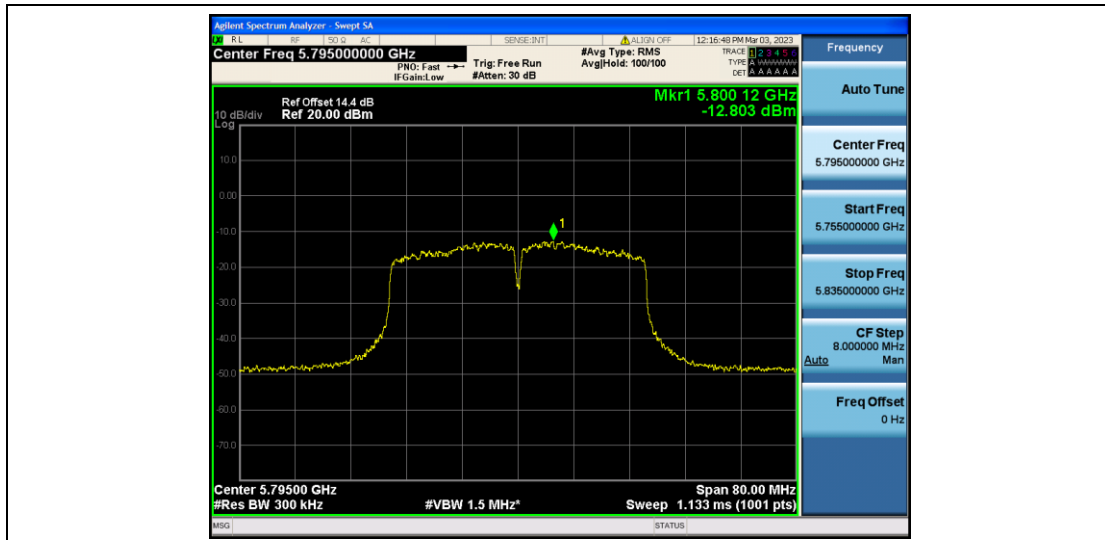 Agilent Spectrum Analyzer - Swept SA
RL RF 50 Ω AC SENSE:INT ALIGN OFF 12:16:48 PM Mar 03, 2023
Center Freq 5.795000000 GHz
PNO: Fast
IFGain:Low
Trig: Free Run
#Atten: 30 dB
#Avg Type: RMS
Avg|Hold: 100/100
TRACE 1 2 3 4 5 6
TYPE A WWWWW
DET A A A A A A
Frequency
Auto Tune
Center Freq
5.795000000 GHz
Start Freq
5.755000000 GHz
Stop Freq
5.835000000 GHz
CF Step
8.000000 MHz
Auto Man
Freq Offset
0 Hz
Mkr1 5.800 12 GHz
-12.803 dBm
Ref Offset 14.4 dB
10 dB/div Ref 20.00 dBm
Log
10.0
0.00
1
-10.0
-20.0
-30.0
-40.0
-50.0
-60.0
-70.0
Center 5.79500 GHz Span 80.00 MHz
#Res BW 300 kHz #VBW 1.5 MHz* Sweep 1.133 ms (1001 pts)
MSG STATUS